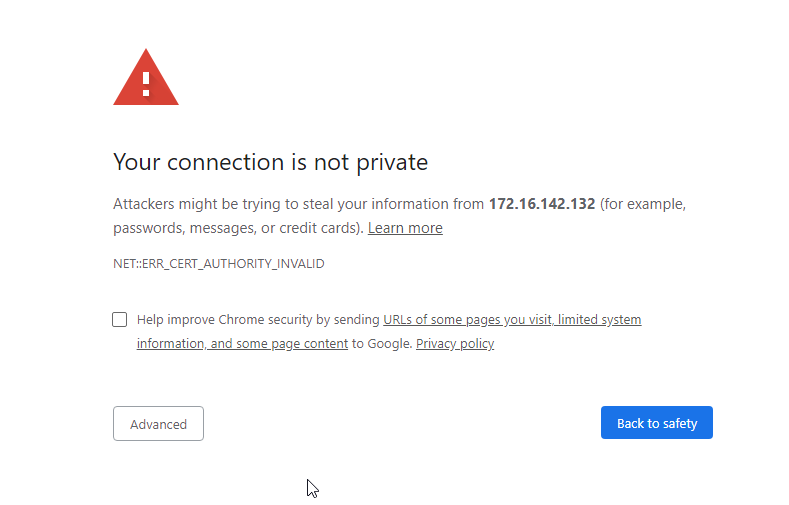 Your connection is not private
Attackers might be trying to steal your information from 172.16.142.132 (for example,
passwords, messages, or credit cards). Learn more
NET::ERR_CERT_AUTHORITY_INVALID
Help improve Chrome security by sending URLs of some pages you visit, limited system
information, and some page content to Google. Privacy policy
Advanced
Back to safety